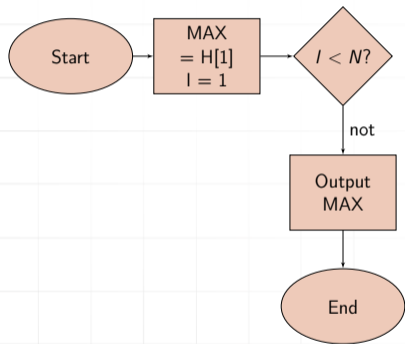 Start
MAX
= H[1]
I = 1
I < N?
not
Output
MAX
End